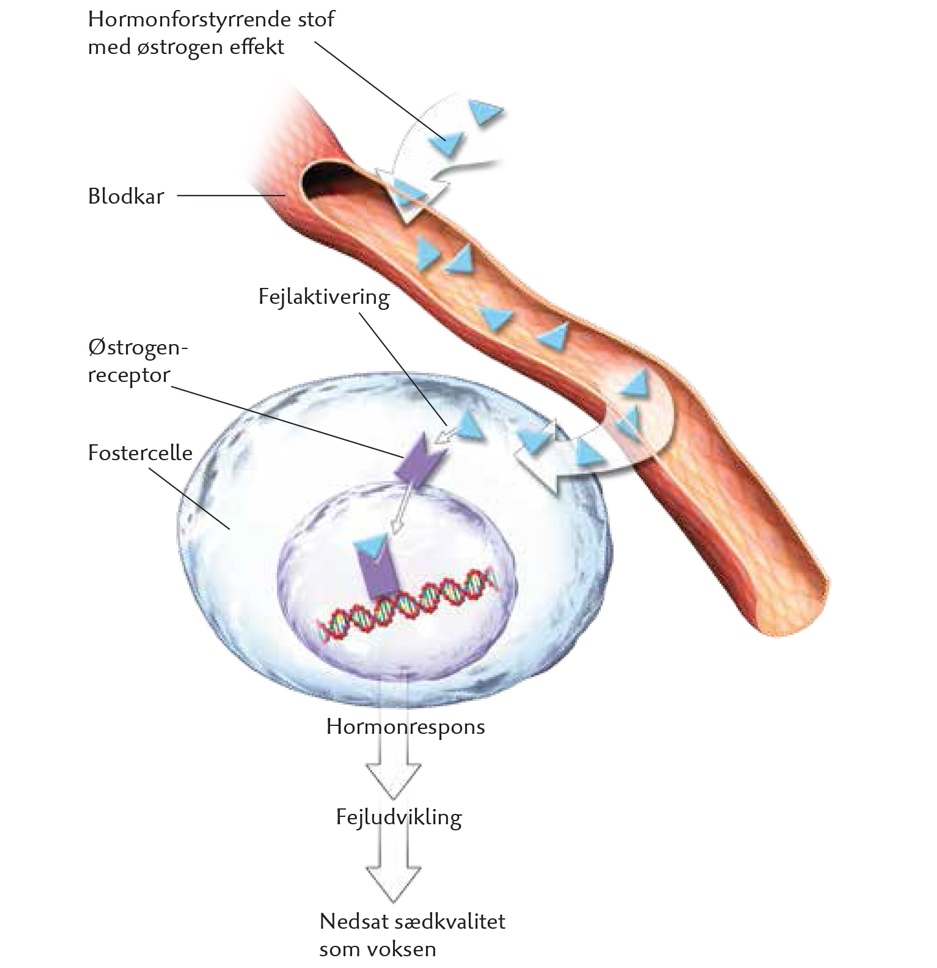 Hormonforstyrrende stof
med østrogen effekt
Blodkar
Fejlaktivering
Østrogen-
receptor
Fostercelle
Hormonrespons
Fejludvikling
Nedsat sædkvalitet
som voksen